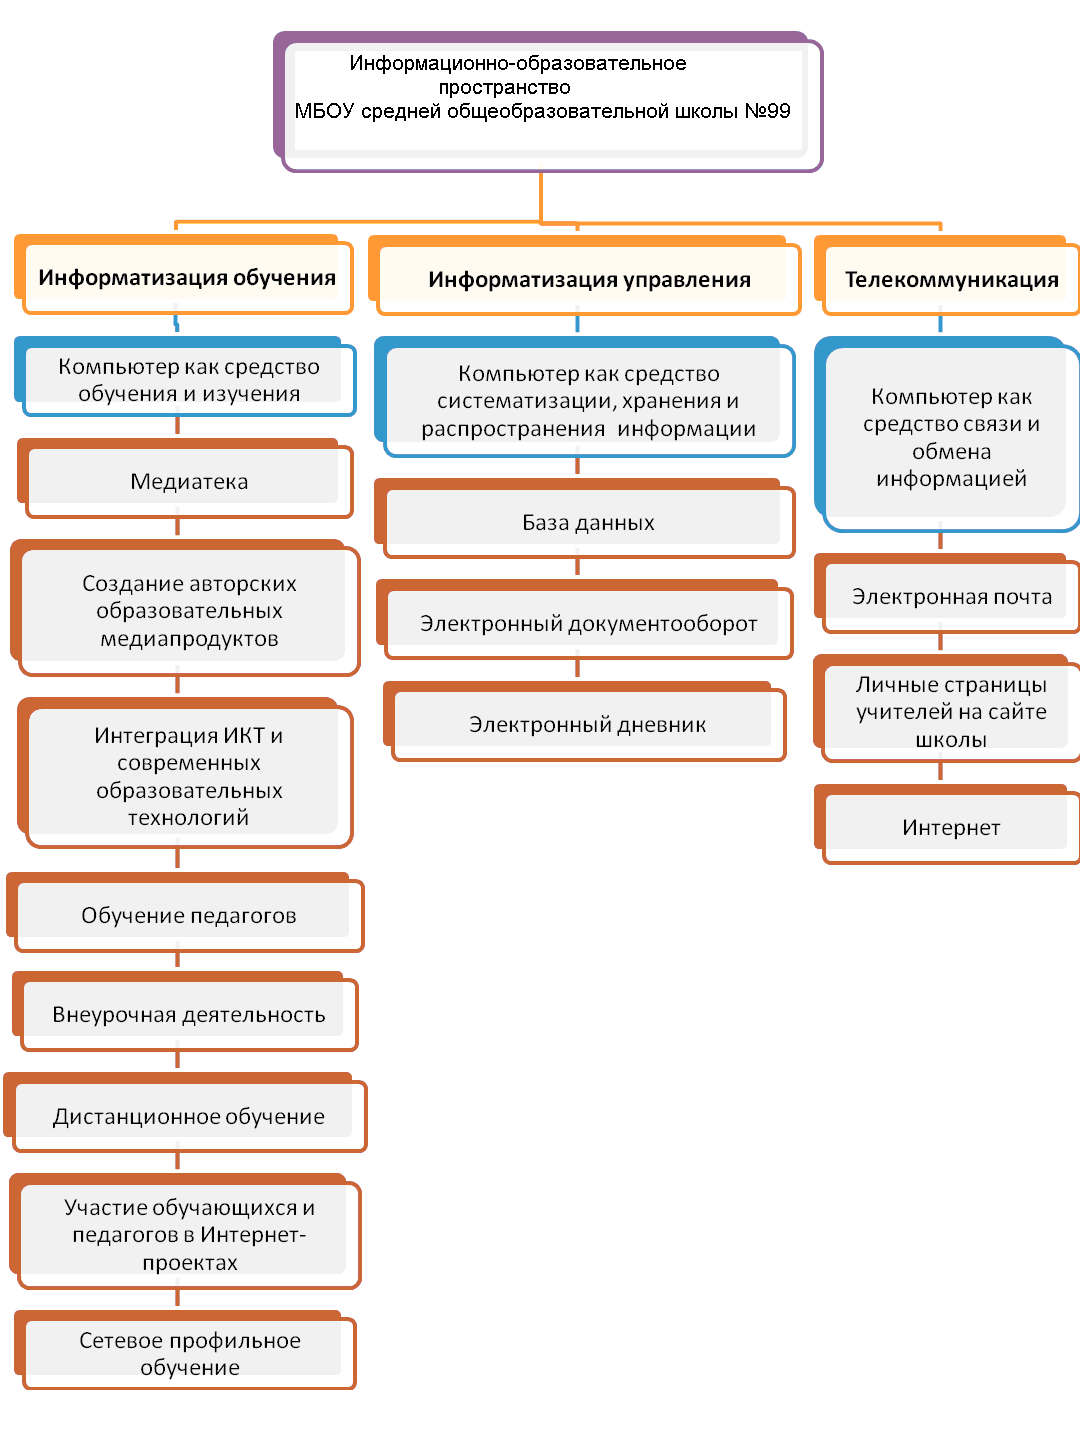 Информационно-образовательное
пространство
МБОУ средней общеобразовательной школы №99
Информатизация обучения
Компьютер как средство
обучения и изучения
Медиатека
Создание авторских
образовательных
медиапродуктов
Интеграция ИКТ и
современных
образовательных
технологий
Обучение педагогов
Внеурочная деятельность
Дистанционное обучение
Участие обучающихся и
педагогов в Интернет-
проектах
Сетевое профильное
обучение
Информатизация управления
Компьютер как средство
систематизации, хранения и
распространения информации
База данных
Электронный документооборот
Электронный дневник
Телекоммуникация
Компьютер как
средство связи и
обмена
информацией
Электронная почта
Личные страницы
учителей на сайте
школы
Интернет